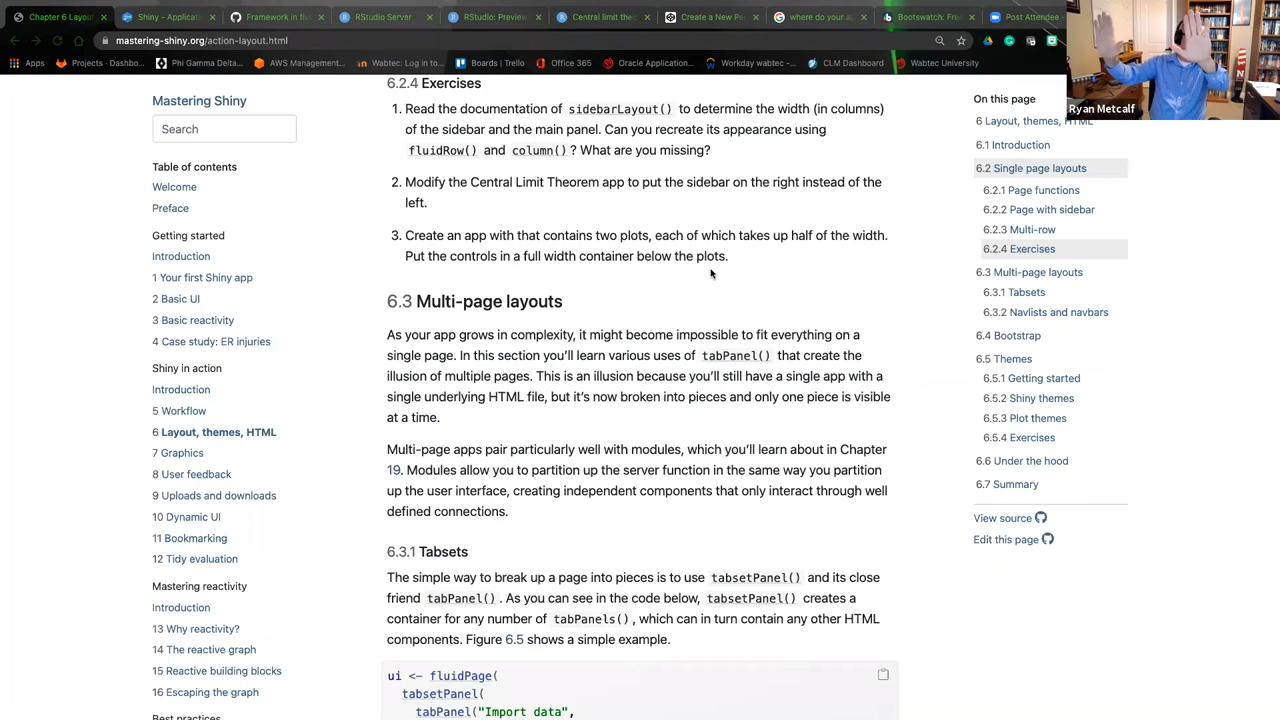 Chapter 6 Layout
Shiny - Applicati
Framework in fiv
RStudio Server
RStudio: Preview
Central limit theo
Create a New Po
where do your a
Bootswatch: Fre
Post Attendee -
mastering-shiny.org/action-layout.html
Apps
Projects · Dashbo...
Phi Gamma Delta...
AWS Management...
Wabtec: Log in to...
Boards | Trello
Office 365
Oracle Application...
Workday wabtec -...
CLM Dashboard
Wabtec University
Ryan Metcalf
Mastering Shiny
Search
Table of contents
Welcome
Preface
Getting started
Introduction
1 Your first Shiny app
2 Basic UI
3 Basic reactivity
4 Case study: ER injuries
Shiny in action
Introduction
5 Workflow
6 Layout, themes, HTML
7 Graphics
8 User feedback
9 Uploads and downloads
10 Dynamic UI
11 Bookmarking
12 Tidy evaluation
Mastering reactivity
Introduction
13 Why reactivity?
14 The reactive graph
15 Reactive building blocks
16 Escaping the graph
Best practices
6.2.4 Exercises
1. Read the documentation of sidebarLayout() to determine the width (in columns)
of the sidebar and the main panel. Can you recreate its appearance using
fluidRow() and column()? What are you missing?
2. Modify the Central Limit Theorem app to put the sidebar on the right instead of the
left.
3. Create an app with that contains two plots, each of which takes up half of the width.
Put the controls in a full width container below the plots.
6.3 Multi-page layouts
As your app grows in complexity, it might become impossible to fit everything on a
single page. In this section you'll learn various uses of tabPanel() that create the
illusion of multiple pages. This is an illusion because you'll still have a single app with a
single underlying HTML file, but it's now broken into pieces and only one piece is visible
at a time.
Multi-page apps pair particularly well with modules, which you'll learn about in Chapter
19. Modules allow you to partition up the server function in the same way you partition
up the user interface, creating independent components that only interact through well
defined connections.
6.3.1 Tabsets
The simple way to break up a page into pieces is to use tabsetPanel() and its close
friend tabPanel(). As you can see in the code below, tabsetPanel() creates a
container for any number of tabPanels(), which can in turn contain any other HTML
components. Figure 6.5 shows a simple example.
ui <- fluidPage(
tabsetPanel(
tabPanel("Import data",
On this page
6 Layout, themes, HTML
6.1 Introduction
6.2 Single page layouts
6.2.1 Page functions
6.2.2 Page with sidebar
6.2.3 Multi-row
6.2.4 Exercises
6.3 Multi-page layouts
6.3.1 Tabsets
6.3.2 Navlists and navbars
6.4 Bootstrap
6.5 Themes
6.5.1 Getting started
6.5.2 Shiny themes
6.5.3 Plot themes
6.5.4 Exercises
6.6 Under the hood
6.7 Summary
View source
Edit this page